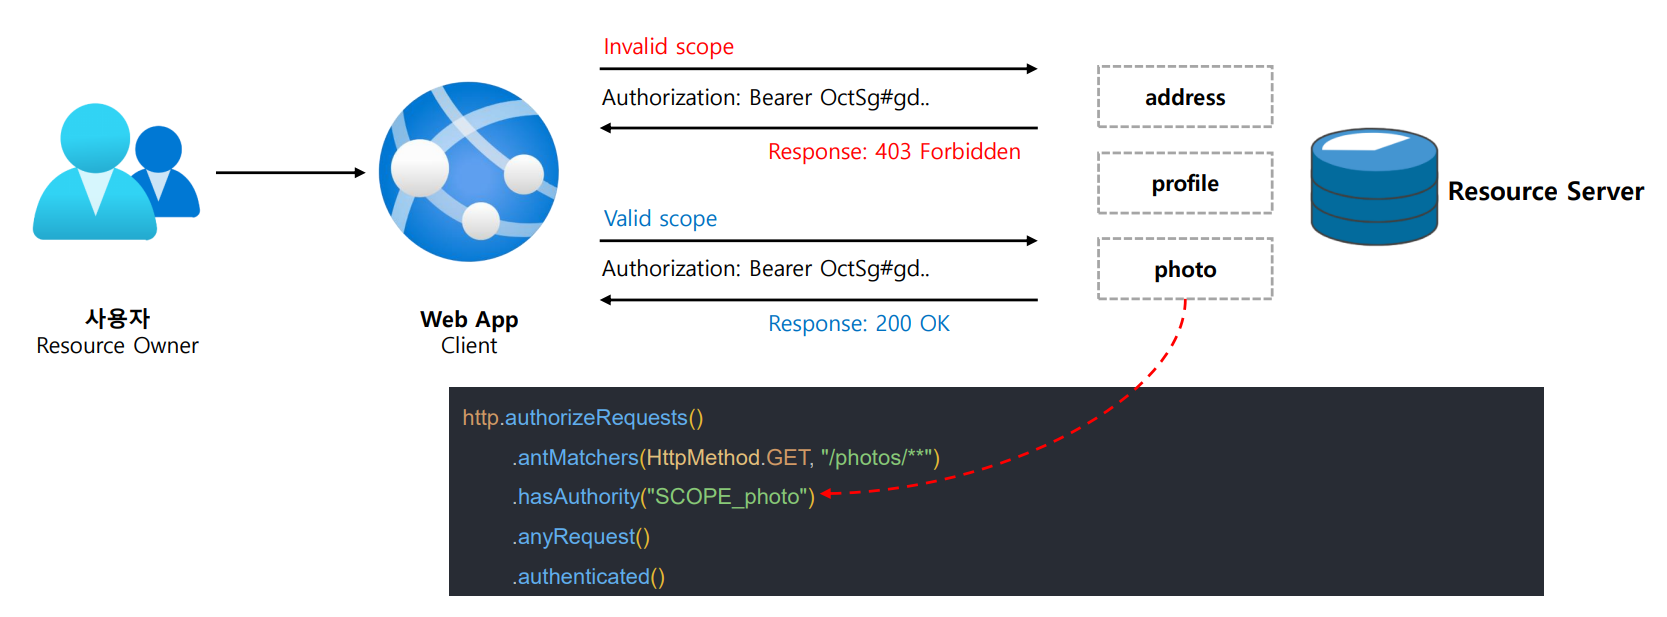 Invalid scope
Authorization: Bearer OctSg#gd..
Response: 403 Forbidden
Valid scope
Authorization: Bearer OctSg#gd..
Response: 200 OK
address
profile
photo
Resource Server
사용자
Resource Owner
Web App
Client
http.authorizeRequests()
.antMatchers(HttpMethod.GET, "/photos/**")
.hasAuthority("SCOPE_photo")
.anyRequest()
.authenticated()